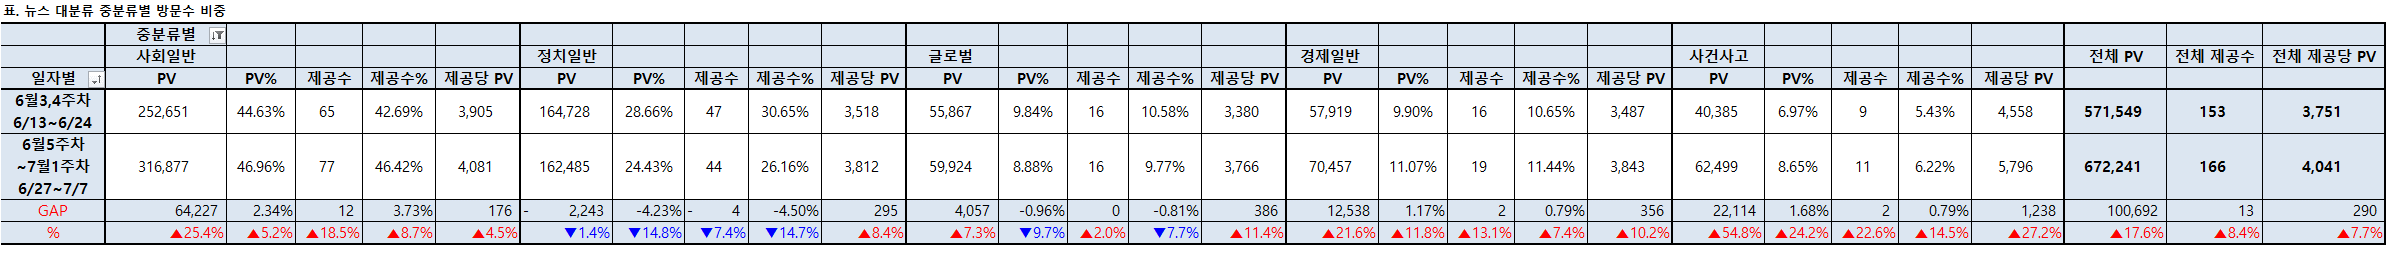 표. 뉴스 대분류 중분류별 방문수 비중
중분류별
사회일반 정치일반 글로벌 경제일반 사건사고 전체 PV 전체 제공수 전체 제공당 PV
일자별 PV PV% 제공수 제공수% 제공당 PV PV PV% 제공수 제공수% 제공당 PV PV PV% 제공수 제공수% 제공당 PV PV PV% 제공수 제공수% 제공당 PV PV PV% 제공수 제공수% 제공당 PV
6월3,4주차
6/13~6/24 252,651 44.63% 65 42.69% 3,905 164,728 28.66% 47 30.65% 3,518 55,867 9.84% 16 10.58% 3,380 57,919 9.90% 16 10.65% 3,487 40,385 6.97% 9 5.43% 4,558 571,549 153 3,751
6월5주차
~7월1주차 316,877 46.96% 77 46.42% 4,081 162,485 24.43% 44 26.16% 3,812 59,924 8.88% 16 9.77% 3,766 70,457 11.07% 19 11.44% 3,843 62,499 8.65% 11 6.22% 5,796 672,241 166 4,041
6/27~7/7
GAP 64,227 2.34% 12 3.73% 176 - 2,243 -4.23% - 4 -4.50% 295 4,057 -0.96% 0 -0.81% 386 12,538 1.17% 2 0.79% 356 22,114 1.68% 2 0.79% 1,238 100,692 13 290
% ▲25.4% ▲5.2% ▲18.5% ▲8.7% ▲4.5% ▼1.4% ▼14.8% ▼7.4% ▼14.7% ▲8.4% ▲7.3% ▼9.7% ▲2.0% ▼7.7% ▲11.4% ▲21.6% ▲11.8% ▲13.1% ▲7.4% ▲10.2% ▲54.8% ▲24.2% ▲22.6% ▲14.5% ▲27.2% ▲17.6% ▲8.4% ▲7.7%